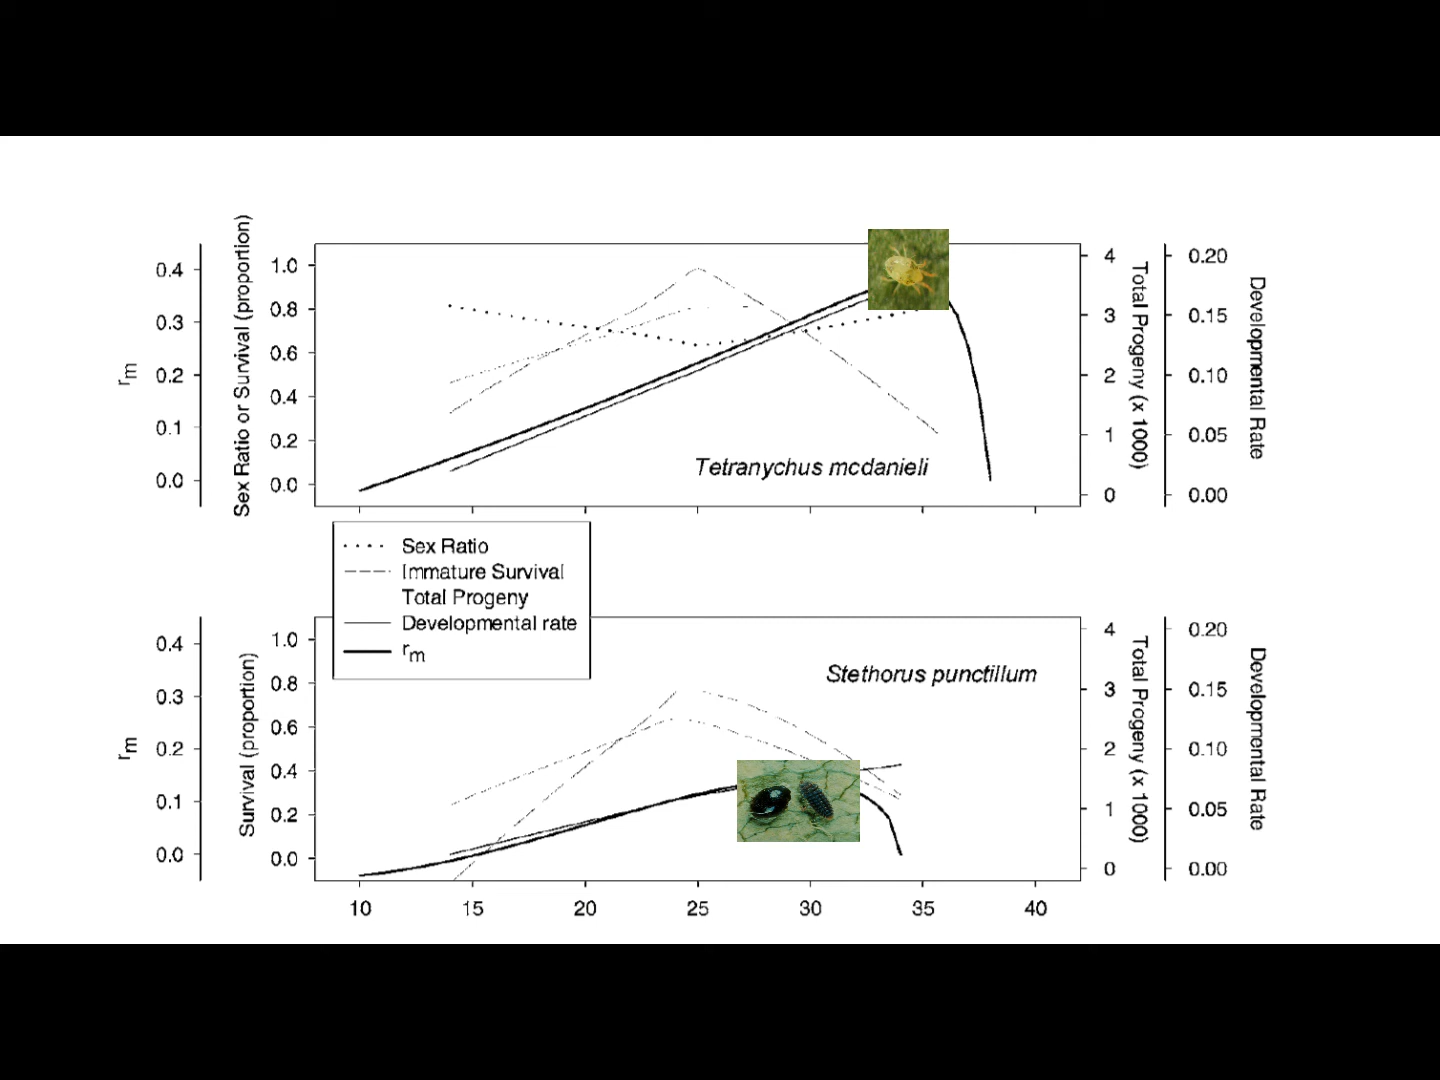 rm
0.4
0.3
0.2
0.1
0.0
Sex Ratio or Survival (proportion)
1.0
0.8
0.6
0.4
0.2
0.0
Tetranychus mcdanieli
4
3
2
1
0
Total Progeny (x 1000)
0.20
0.15
0.10
0.05
0.00
Developmental Rate
Sex Ratio
Immature Survival
Total Progeny
Developmental rate
rm
rm
0.4
0.3
0.2
0.1
0.0
Survival (proportion)
1.0
0.8
0.6
0.4
0.2
0.0
Stethorus punctillum
4
3
2
1
0
Total Progeny (x 1000)
0.20
0.15
0.10
0.05
0.00
Developmental Rate
10 15 20 25 30 35 40